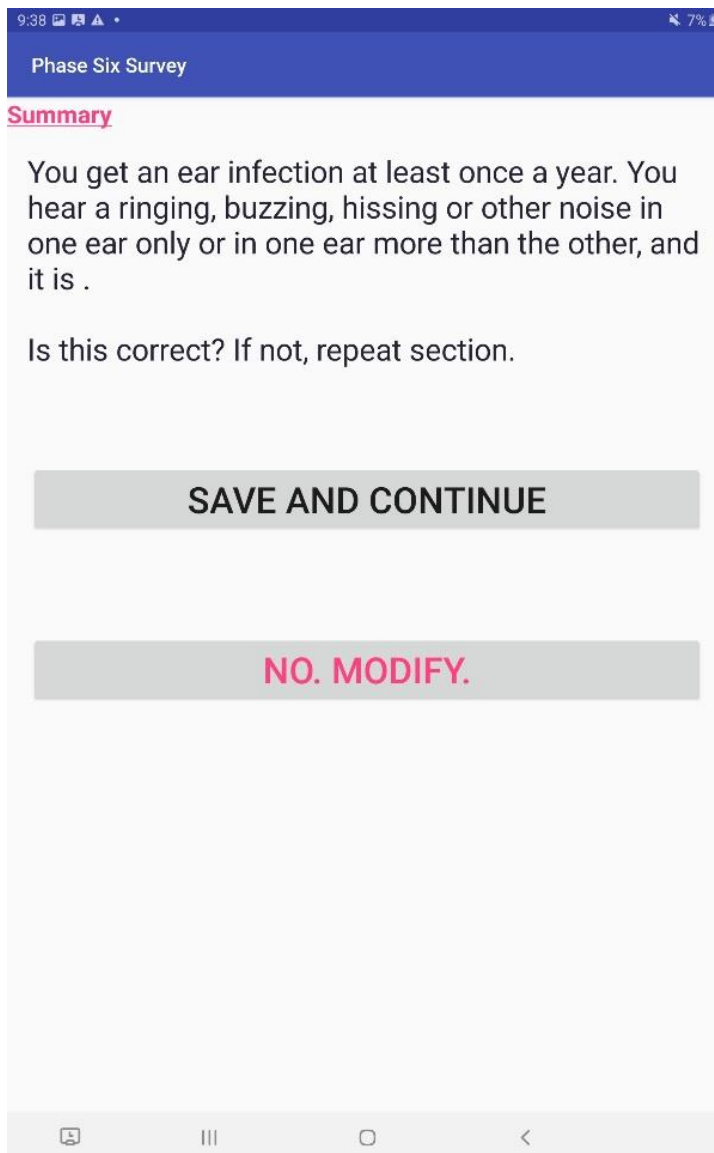 9:38 7%
Phase Six Survey
Summary
You get an ear infection at least once a year. You
hear a ringing, buzzing, hissing or other noise in
one ear only or in one ear more than the other, and
it is .
Is this correct? If not, repeat section.
SAVE AND CONTINUE
NO. MODIFY.